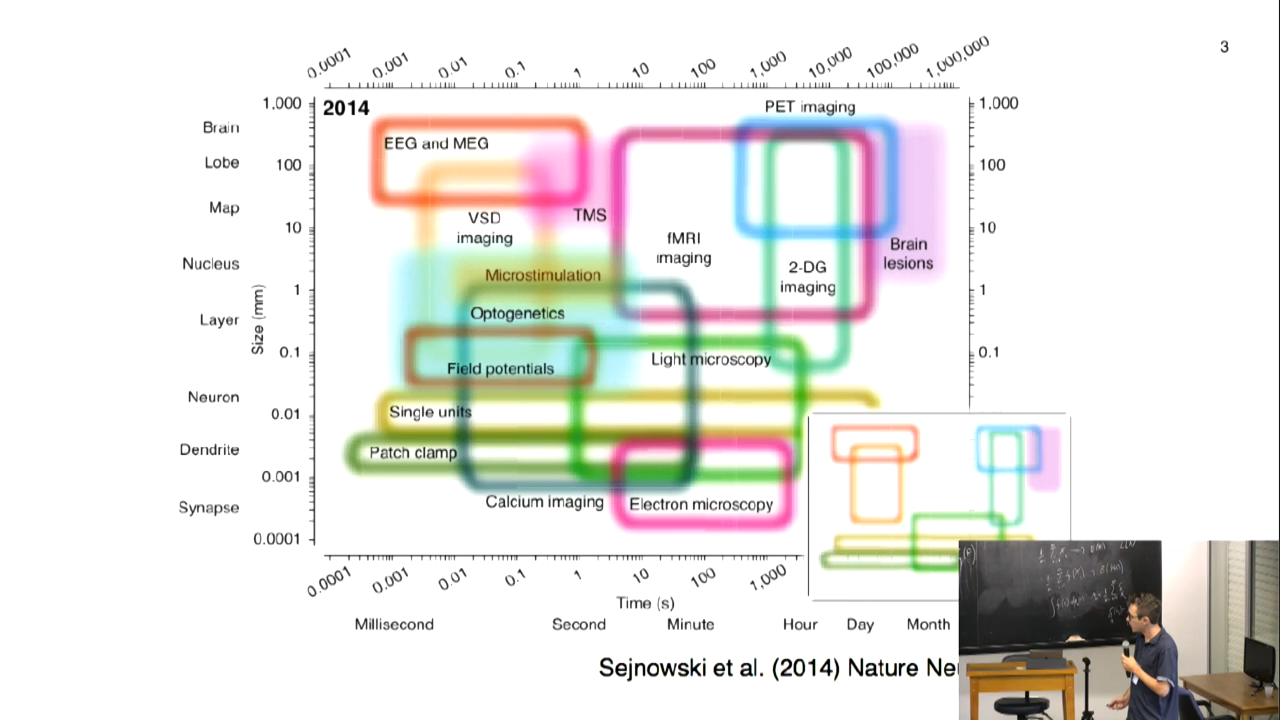 3
0.0001 0.001 0.01 0.1 1 10 100 1,000 10,000 100,000 1,000,000
2014
PET imaging
1,000 1,000
Brain
EEG and MEG
Lobe
100 100
Map
VSD
imaging
TMS
10 10
fMRI
imaging
Brain
lesions
Nucleus
2-DG
imaging
Microstimulation
1 1
Optogenetics
Layer
Size (mm)
0.1 0.1
Light microscopy
Field potentials
Neuron
0.01
Single units
Dendrite
Patch clamp
0.001
Synapse
Calcium imaging
Electron microscopy
0.0001
0.0001 0.001 0.01 0.1 1 10 100 1,000
Time (s)
Millisecond Second Minute Hour Day Month
Sejnowski et al. (2014) Nature Ne